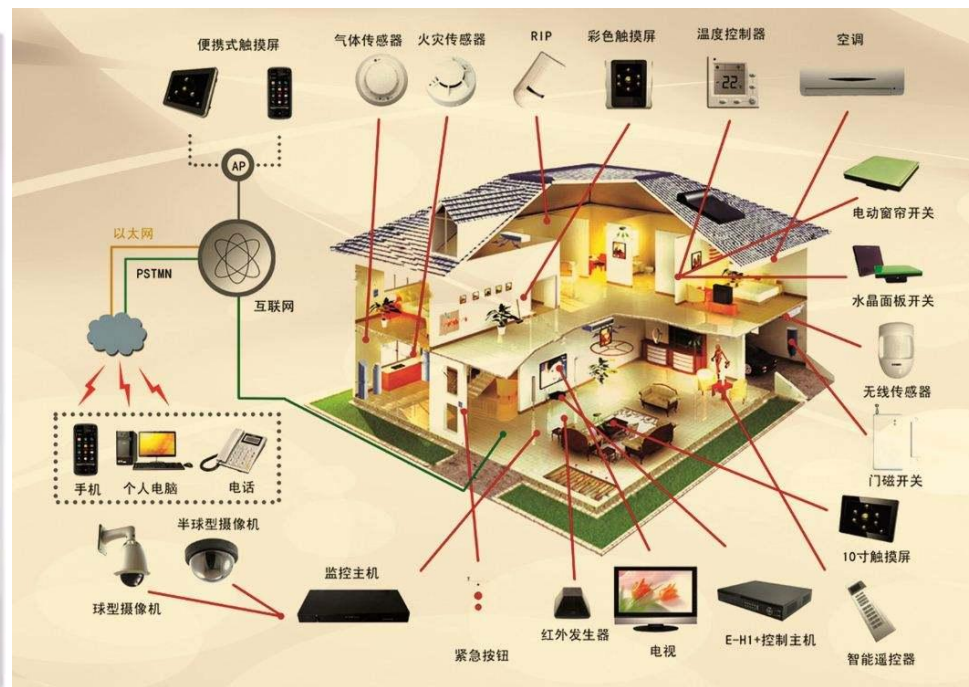 便携式触摸屏
气体传感器
火灾传感器
RIP
彩色触摸屏
温度控制器
空调
-22
AP
电动窗帘开关
以太网
PSTMN
互联网
水晶面板开关
无线传感器
门磁开关
手机
个人电脑
电话
半球型摄像机
10寸触摸屏
监控主机
球型摄像机
红外发生器
电视
E-H1+控制主机
紧急按钮
智能遥控器